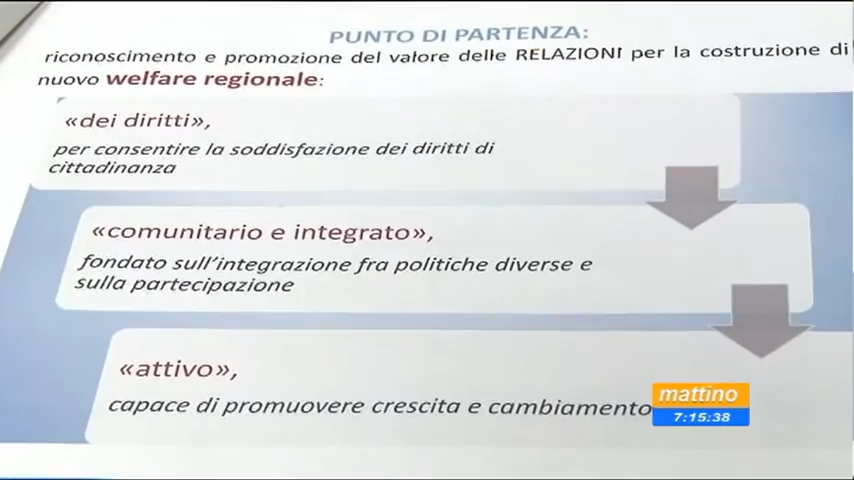 PUNTO DI PARTENZA:
riconoscimento e promozione del valore delle RELAZIONI per la costruzione di
nuovo welfare regionale:
«dei diritti»,
per consentire la soddisfazione dei diritti di
cittadinanza
«comunitario e integrato»,
fondato sull'integrazione fra politiche diverse e
sulla partecipazione
«attivo»,
capace di promuovere crescita e cambiamento
mattino
7:15:38